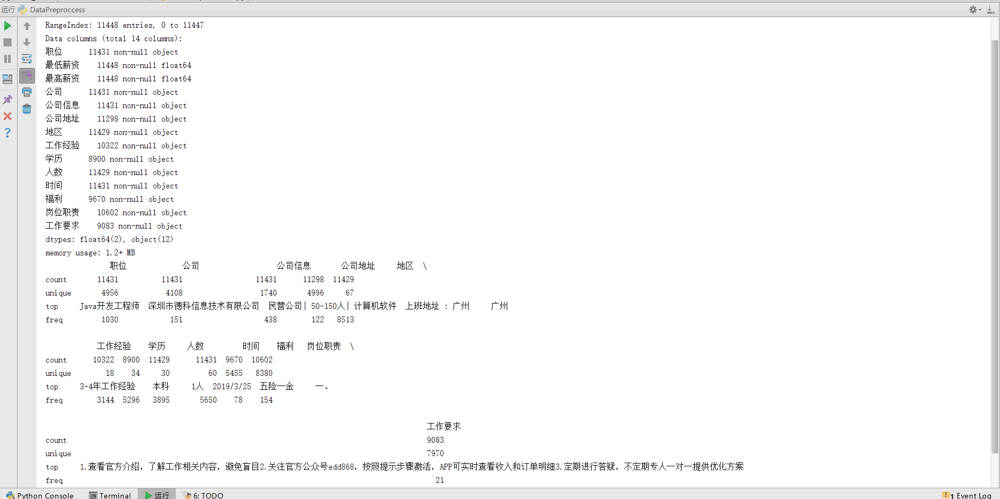 运行 DataPreproccess
RangeIndex: 11448 entries, 0 to 11447
Data columns (total 14 columns):
职位 11431 non-null object
最低薪资 11448 non-null float64
最高薪资 11448 non-null float64
公司 11431 non-null object
公司信息 11431 non-null object
公司地址 11298 non-null object
地区 11429 non-null object
工作经验 10322 non-null object
学历 8900 non-null object
人数 11429 non-null object
时间 11431 non-null object
福利 9670 non-null object
岗位职责 10602 non-null object
工作要求 9083 non-null object
dtypes: float64(2), object(12)
memory usage: 1.2+ MB
职位 公司 公司信息 公司地址 地区 \
count 11431 11431 11431 11298 11429
unique 4956 4108 1740 4996 67
top Java开发工程师 深圳市德科信息技术有限公司 民营公司| 50-150人| 计算机软件 上班地址 : 广州 广州
freq 1030 151 438 122 8513
工作经验 学历 人数 时间 福利 岗位职责 \
count 10322 8900 11429 11431 9670 10602
unique 18 34 30 60 5455 8380
top 3-4年工作经验 本科 1人 2019/3/25 五险一金 一、
freq 3144 5296 3895 5650 78 154
工作要求
count 9083
unique 7970
top 1.查看官方介绍，了解工作相关内容，避免盲目2.关注官方公众号edd868，按照提示步骤激活，APP可实时查看收入和订单明细3.定期进行答疑，不定期专人一对一提供优化方案
freq 21
Python Console Terminal 运行 6: TODO 1 Event Log